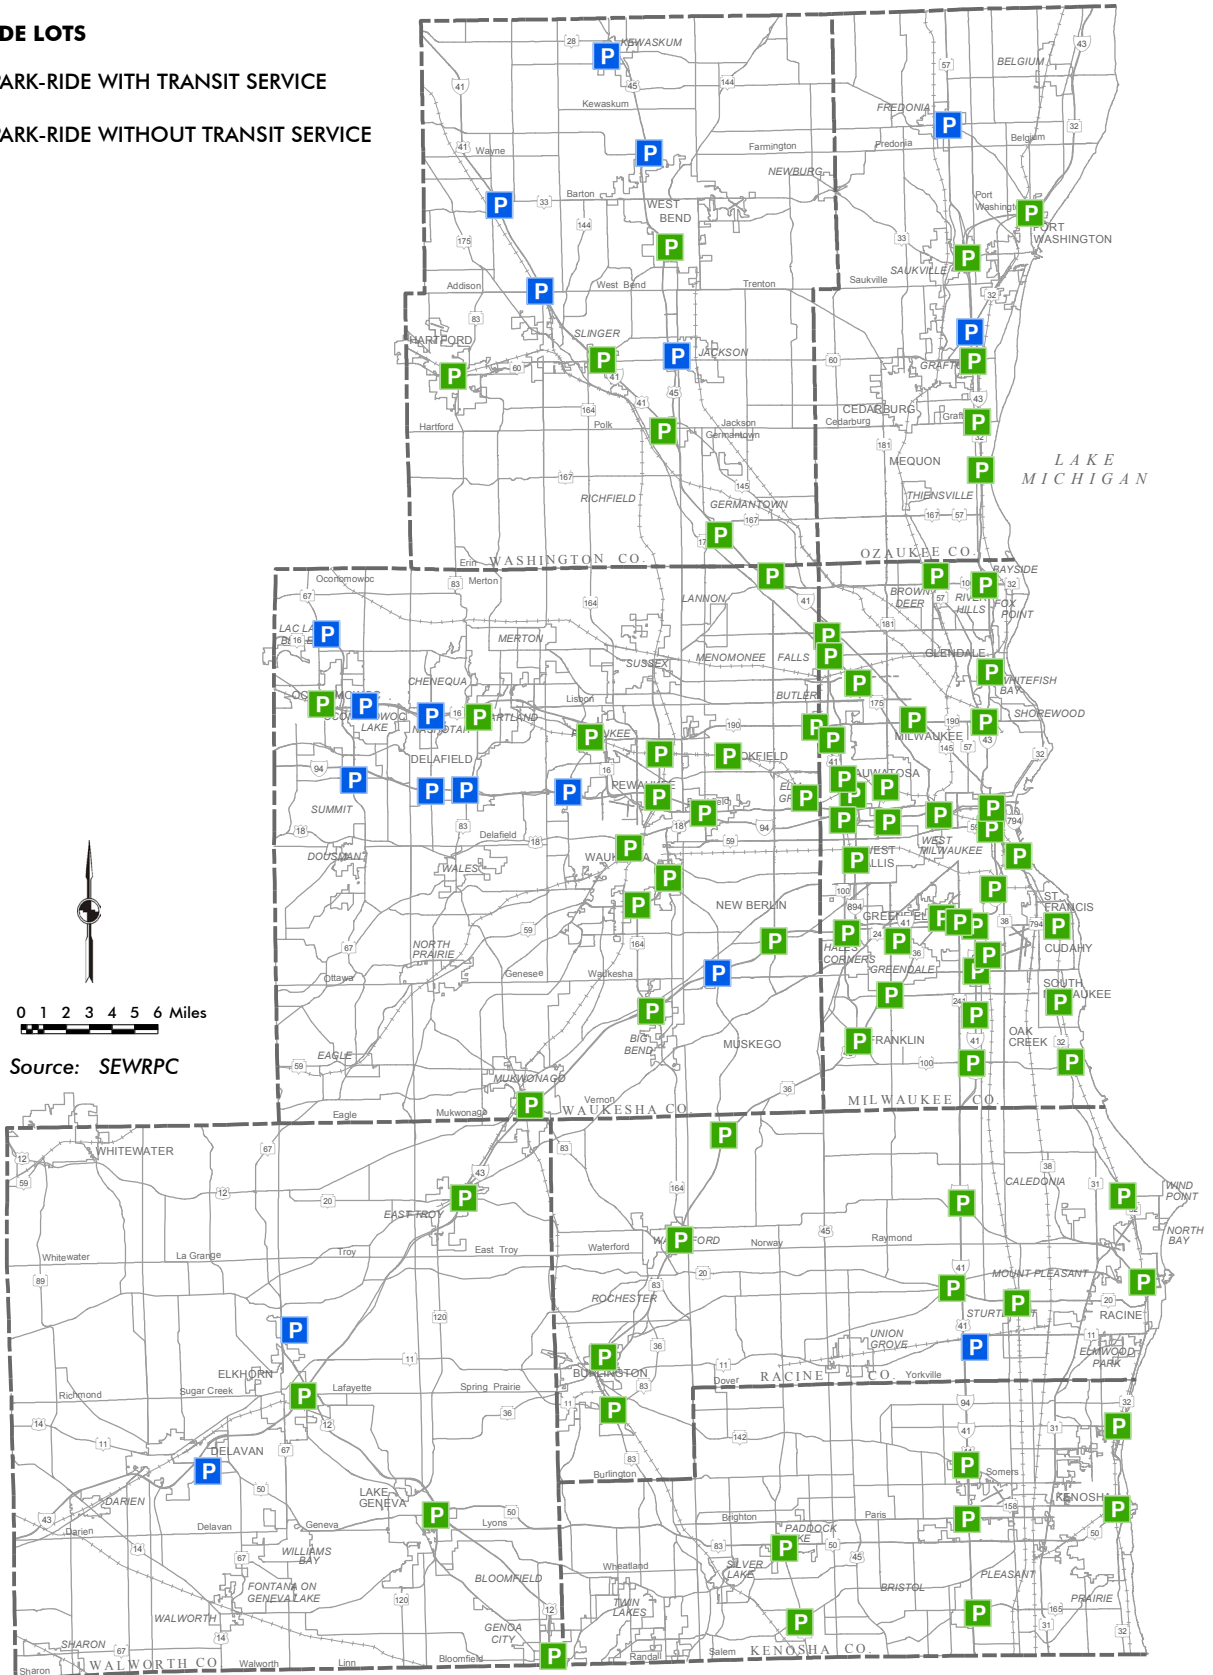 DE LOTS
PARK-RIDE WITH TRANSIT SERVICE
PARK-RIDE WITHOUT TRANSIT SERVICE
KEWASKUM
BELGIUM
Kewaskum
FREDONIA
Belgium
Wayne
Farmington
Fredonia
NEWBURG
Barton
WEST
BEND
Port
PORT
WASHINGTON
SAUKVILLE
Addison
West Bend
Trenton
Saukville
SLINGER
HARTFORD
JACKSON
CEDARBURG
Hartford
Polk
Jackson
Germantown
Cedarburg
MEQUON
LAKE
MICHIGAN
RICHFIELD
GERMANTOWN
THIENSVILLE
Erin
WASHINGTON CO.
OZAUKEE CO.
Oconomowoc
Merton
BAYSIDE
LANNON
BROWN
DEER
RIVER
HILLS
FOX
POINT
MERTON
SUSSEX
MENOMONEE FALLS
GLENDALE
CHENEQUA
WHITEFISH
BAY
Lisbon
BUTLER
SHOREWOOD
LAKE
NASHOTAH
MILWAUKEE
DELAFIELD
SUMMIT
Delafield
DOUSMAN
WALES
WEST
MILWAUKEE
NEW BERLIN
ST.
FRANCIS
CUDAHY
NORTH
PRAIRIE
HALES
CORNERS
GREENDALE
Ottawa
Genesee
Waukesha
SOUTH
BIG
BEND
MUSKEGO
FRANKLIN
OAK
CREEK
EAGLE
MUKWONAGO
Vernon
Eagle
Mukwonago
WAUKESHA CO.
MILWAUKEE CO.
0 1 2 3 4 5 6 Miles
Source: SEWRPC
WHITEWATER
CALEDONIA
WIND
POINT
EAST TROY
NORTH
BAY
Whitewater
La Grange
Troy
East Troy
Waterford
Norway
Raymond
ROCHESTER
MOUNT PLEASANT
RACINE
UNION
GROVE
ELMWOOD
PARK
ELKHORN
BURLINGTON
Dover
RACINE CO.
Yorkville
Richmond
Sugar Creek
Lafayette
Spring Prairie
DELAVAN
Burlington
Somers
DARIEN
LAKE
GENEVA
KENOSHA
Darien
Delavan
Geneva
Lyons
Brighton
Paris
PADDOCK
WILLIAMS
BAY
Wheatland
SILVER
LAKE
PLEASANT
BLOOMFIELD
FONTANA ON
GENEVA LAKE
TWIN
LAKES
BRISTOL
PRAIRIE
WALWORTH
GENOA
CITY
SHARON
Sharon
WALWORTH CO
Walworth
Linn
Bloomfield
Randall
Salem
KENOSHA CO.